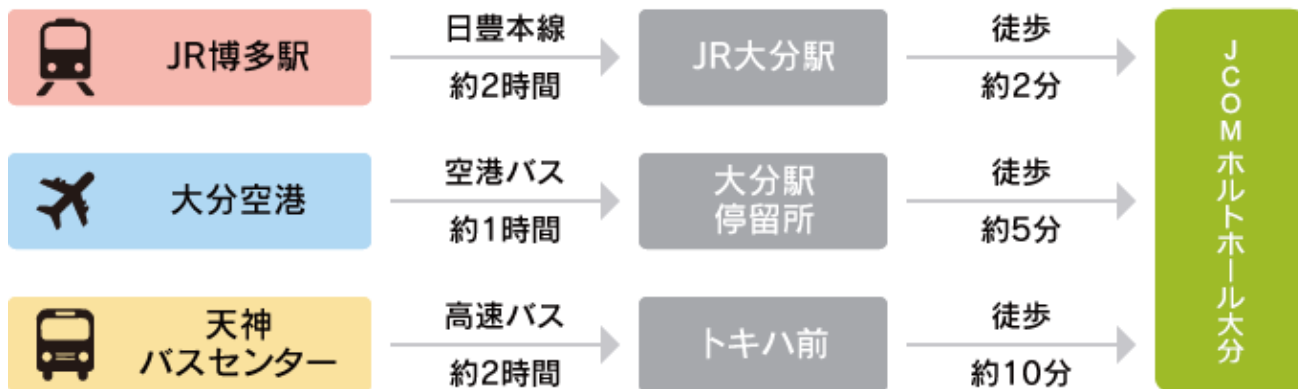 JR博多駅
日豊本線
約2時間
JR大分駅
徒歩
約2分
大分空港
空港バス
約1時間
大分駅
停留所
徒歩
約5分
天神
バスセンター
高速バス
約2時間
トキハ前
徒歩
約10分
JCOMホルトホール大分